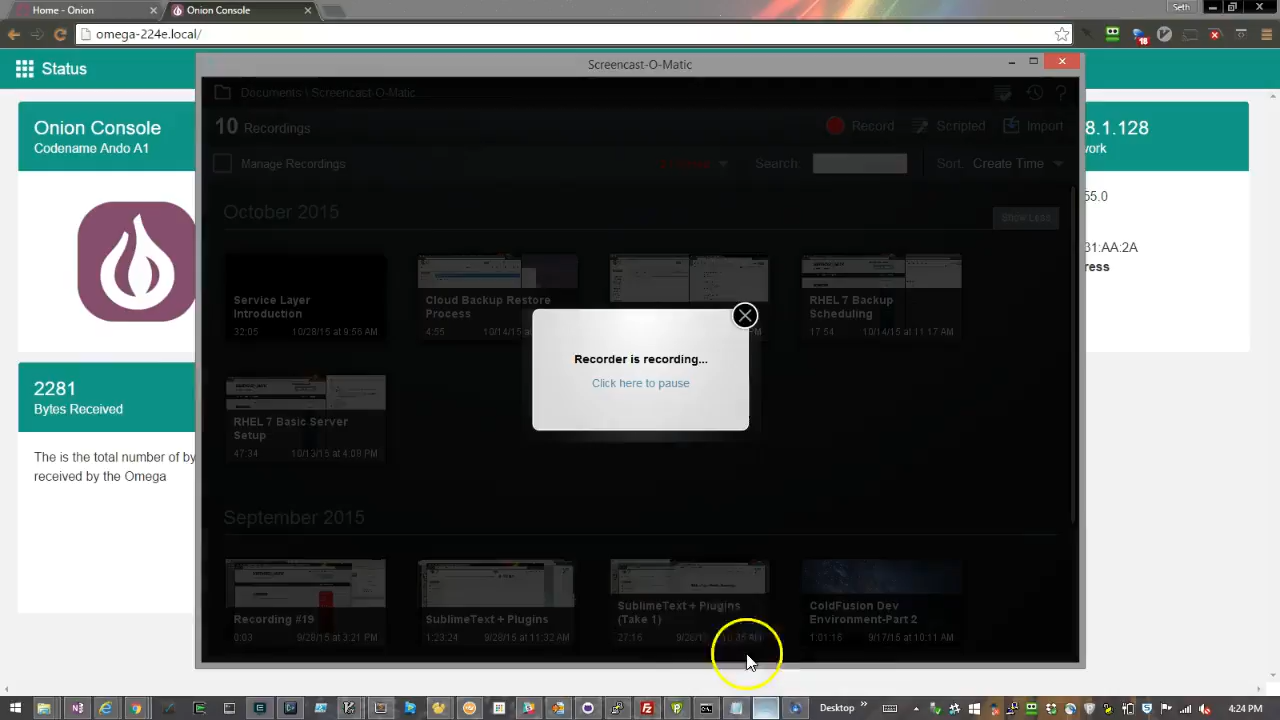 Home - Onion
Onion Console
Seth
omega-224e.local/
18
Status
Screencast-O-Matic
Onion Console
Codename Ando A1
8.1.128
work
55.0
31:AA:2A
ress
2281
Bytes Received
The is the total number of by
received by the Omega
Documents \ Screencast-O-Matic
10 Recordings
Record
Scripted
Import
Manage Recordings
Search:
Sort: Create Time
October 2015
Show Less
Service Layer
Introduction
32:05 10/28/15 at 9:56 AM
Cloud Backup Restore
Process
4:55
RHEL 7 Backup
Scheduling
17:54 10/14/15 at 11:17 AM
Recorder is recording...
Click here to pause
RHEL 7 Basic Server
Setup
47:34 10/13/15 at 4:08 PM
September 2015
Recording #19
0:03 9/28/15 at 3:21 PM
SublimeText + Plugins
1:23:24 9/28/15 at 11:32 AM
SublimeText + Plugins
(Take 1)
27:16
ColdFusion Dev
Environment-Part 2
1:01:16 9/17/15 at 10:11 AM
Desktop
4:24 PM